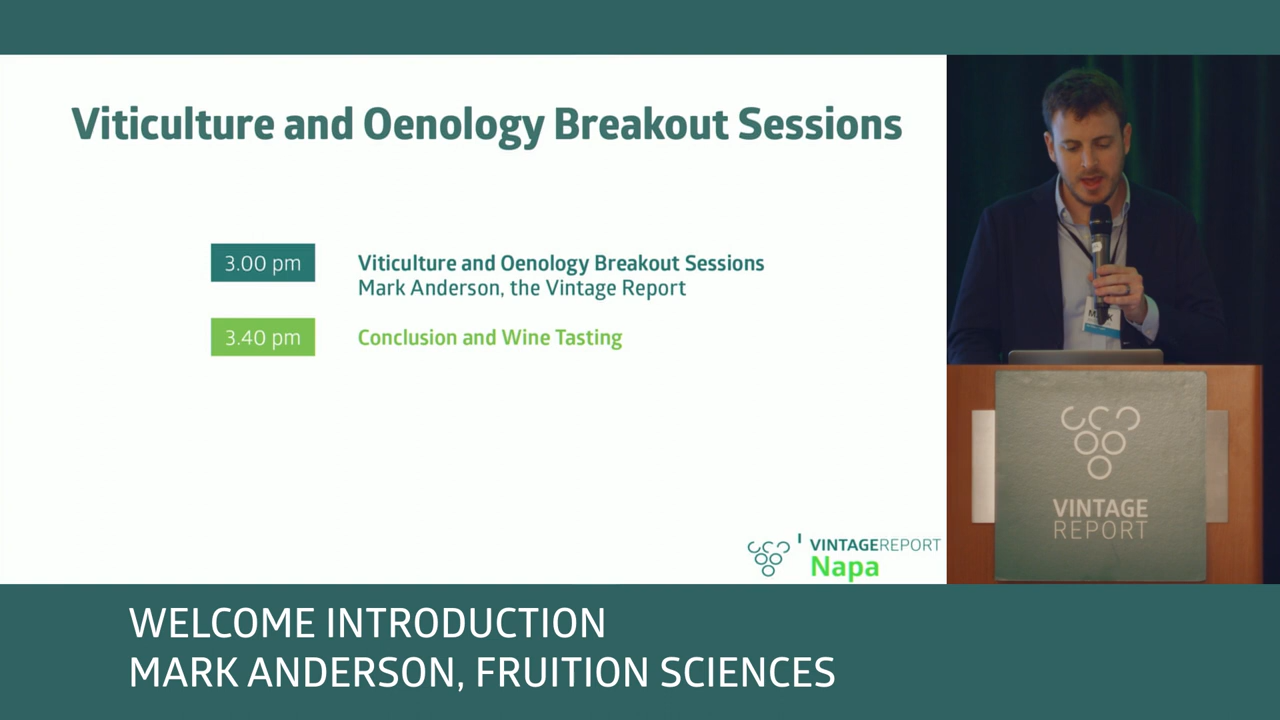 Viticulture and Oenology Breakout Sessions
3.00 pm
Viticulture and Oenology Breakout Sessions
Mark Anderson, the Vintage Report
3.40 pm
Conclusion and Wine Tasting
VINTAGEREPORT
Napa
VINTAGE
REPORT
WELCOME INTRODUCTION
MARK ANDERSON, FRUITION SCIENCES